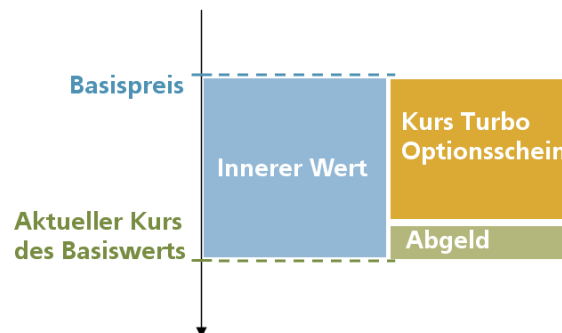 Basispreis
Kurs Turbo
Optionsschein
Innerer Wert
Aktueller Kurs
des Basiswerts
Abgeld